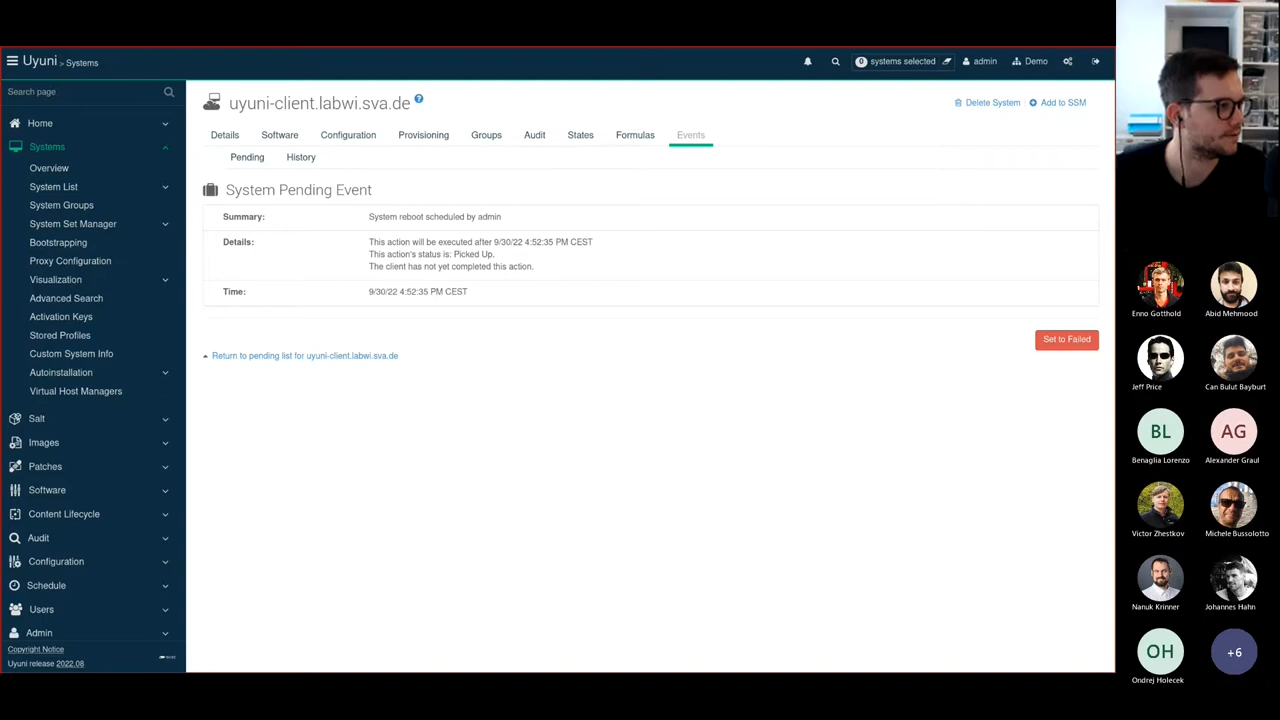 Uyuni > Systems
0 systems selected
admin
Demo
Search page
Home
Systems
Overview
System List
System Groups
System Set Manager
Bootstrapping
Proxy Configuration
Visualization
Advanced Search
Activation Keys
Stored Profiles
Custom System Info
Autoinstallation
Virtual Host Managers
Salt
Images
Patches
Software
Content Lifecycle
Audit
Configuration
Schedule
Users
Admin
Copyright Notice
Uyuni release 2022.08
uyuni-client.labwi.sva.de ?
Delete System Add to SSM
Details Software Configuration Provisioning Groups Audit States Formulas Events
Pending History
System Pending Event
Summary: System reboot scheduled by admin
Details: This action will be executed after 9/30/22 4:52:35 PM CEST
This action's status is: Picked Up.
The client has not yet completed this action.
Time: 9/30/22 4:52:35 PM CEST
Set to Failed
Return to pending list for uyuni-client.labwi.sva.de
Enno Gotthold Abid Mehmood
Jeff Price Can Bulut Bayburt
BL AG
Benaglia Lorenzo Alexander Graul
Victor Zhestkov Michele Bussolotto
Nanuk Krinner Johannes Hahn
OH +6
Ondrej Holecek